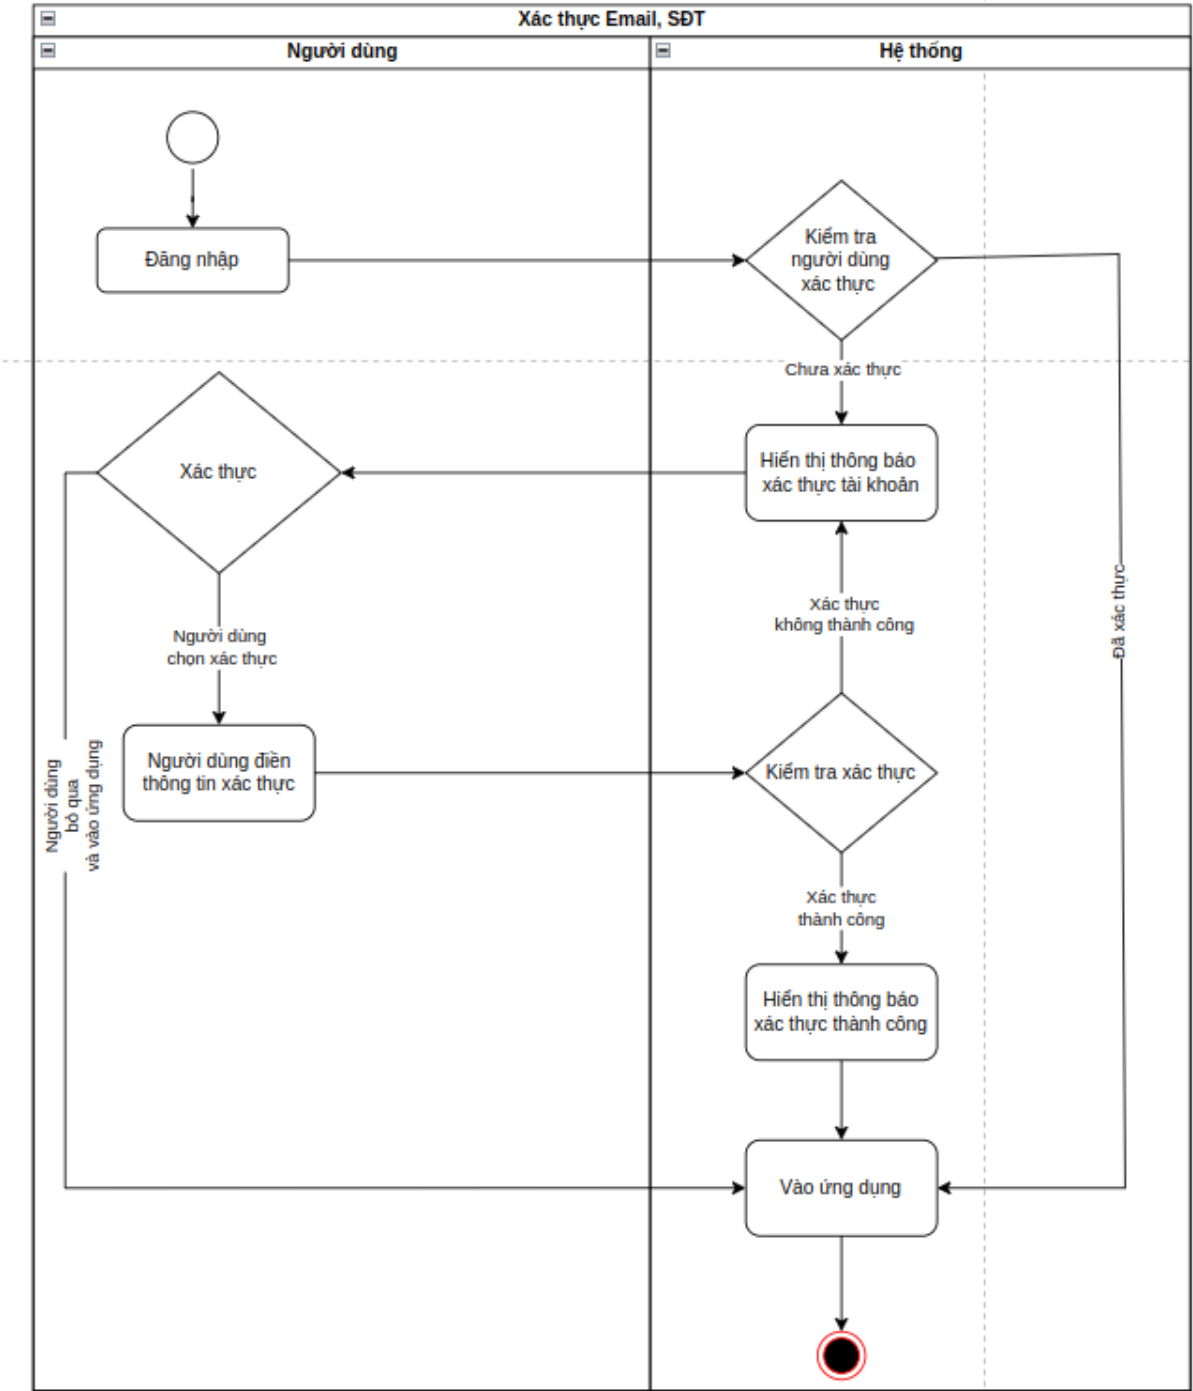 Xác thực Email, SĐT
Người dùng
Hệ thống
Đăng nhập
Kiểm tra
người dùng
xác thực
Chưa xác thực
Xác thực
Hiển thị thông báo
xác thực tài khoản
Người dùng
chọn xác thực
Xác thực
không thành công
Đã xác thực
Người dùng
bỏ qua
và vào ứng dụng
Người dùng điền
thông tin xác thực
Kiểm tra xác thực
Xác thực
thành công
Hiển thị thông báo
xác thực thành công
Vào ứng dụng